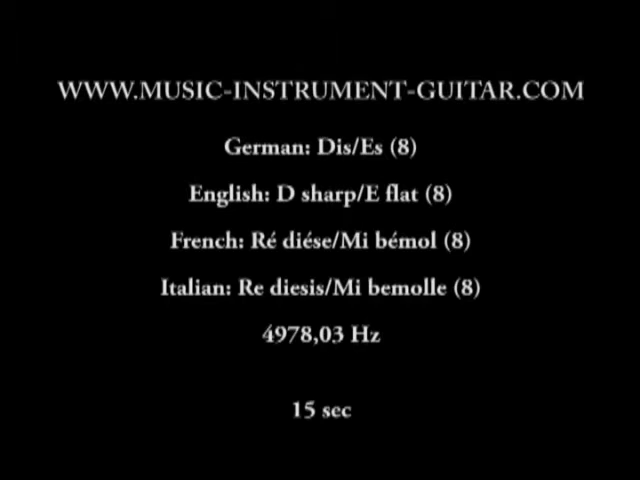 WWW.MUSIC-INSTRUMENT-GUITAR.COM
German: Dis/Es (8)
English: D sharp/E flat (8)
French: Ré diése/Mi bémol (8)
Italian: Re diesis/Mi bemolle (8)
4978,03 Hz
15 sec